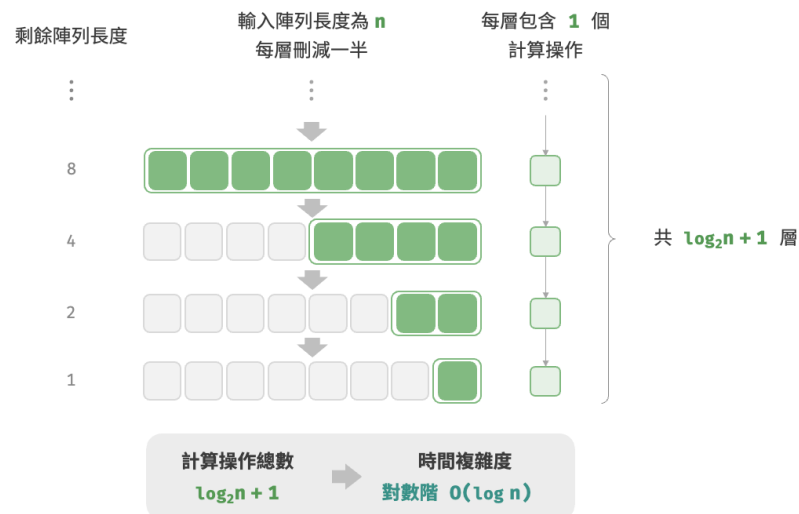 剩餘陣列長度
輸入陣列長度為 n
每層刪減一半
每層包含 1 個
計算操作
8
4
2
1
共 log₂n + 1 層
計算操作總數
log₂n + 1
時間複雜度
對數階 O(log n)